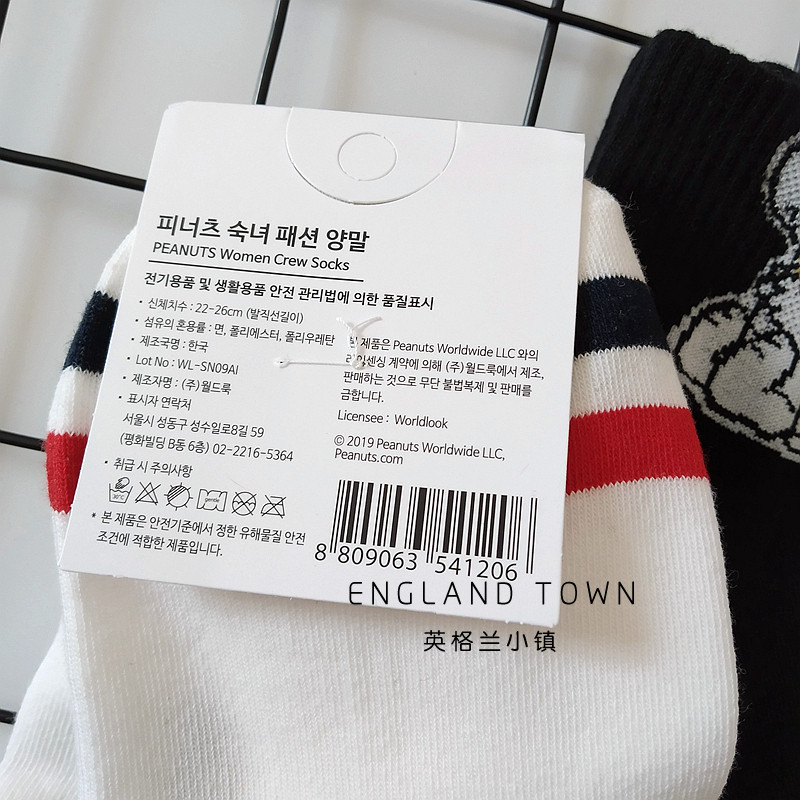 피너츠 숙녀 패션 양말
PEANUTS Women Crew Socks
전기용품 및 생활용품 안전 관리법에 의한 품질표시
• 신체치수 : 22-26cm (발직선길이)
• 섬유의 혼용률 : 면, 폴리에스터, 폴리우레탄
• 제조국명 : 한국
• Lot No : WL-SN09AI
• 제조자명 : (주)월드룩
• 표시자 연락처
서울시 성동구 성수일로8길 59
(평화빌딩 B동 6층) 02-2216-5364
• 취급 시 주의사항
30°C
gentle
* 본 제품은 안전기준에서 정한 유해물질 안전
조건에 적합한 제품입니다.
제품은 Peanuts Worldwide LLC 와의
계약에 의해 (주)월드룩에서 제조,
판매하는 것으로 무단 불법복제 및 판매를
금합니다.
Licensee : Worldlook
© 2019 Peanuts Worldwide LLC,
Peanuts.com
8 809063 541206
ENGLAND TOWN
英格兰小镇